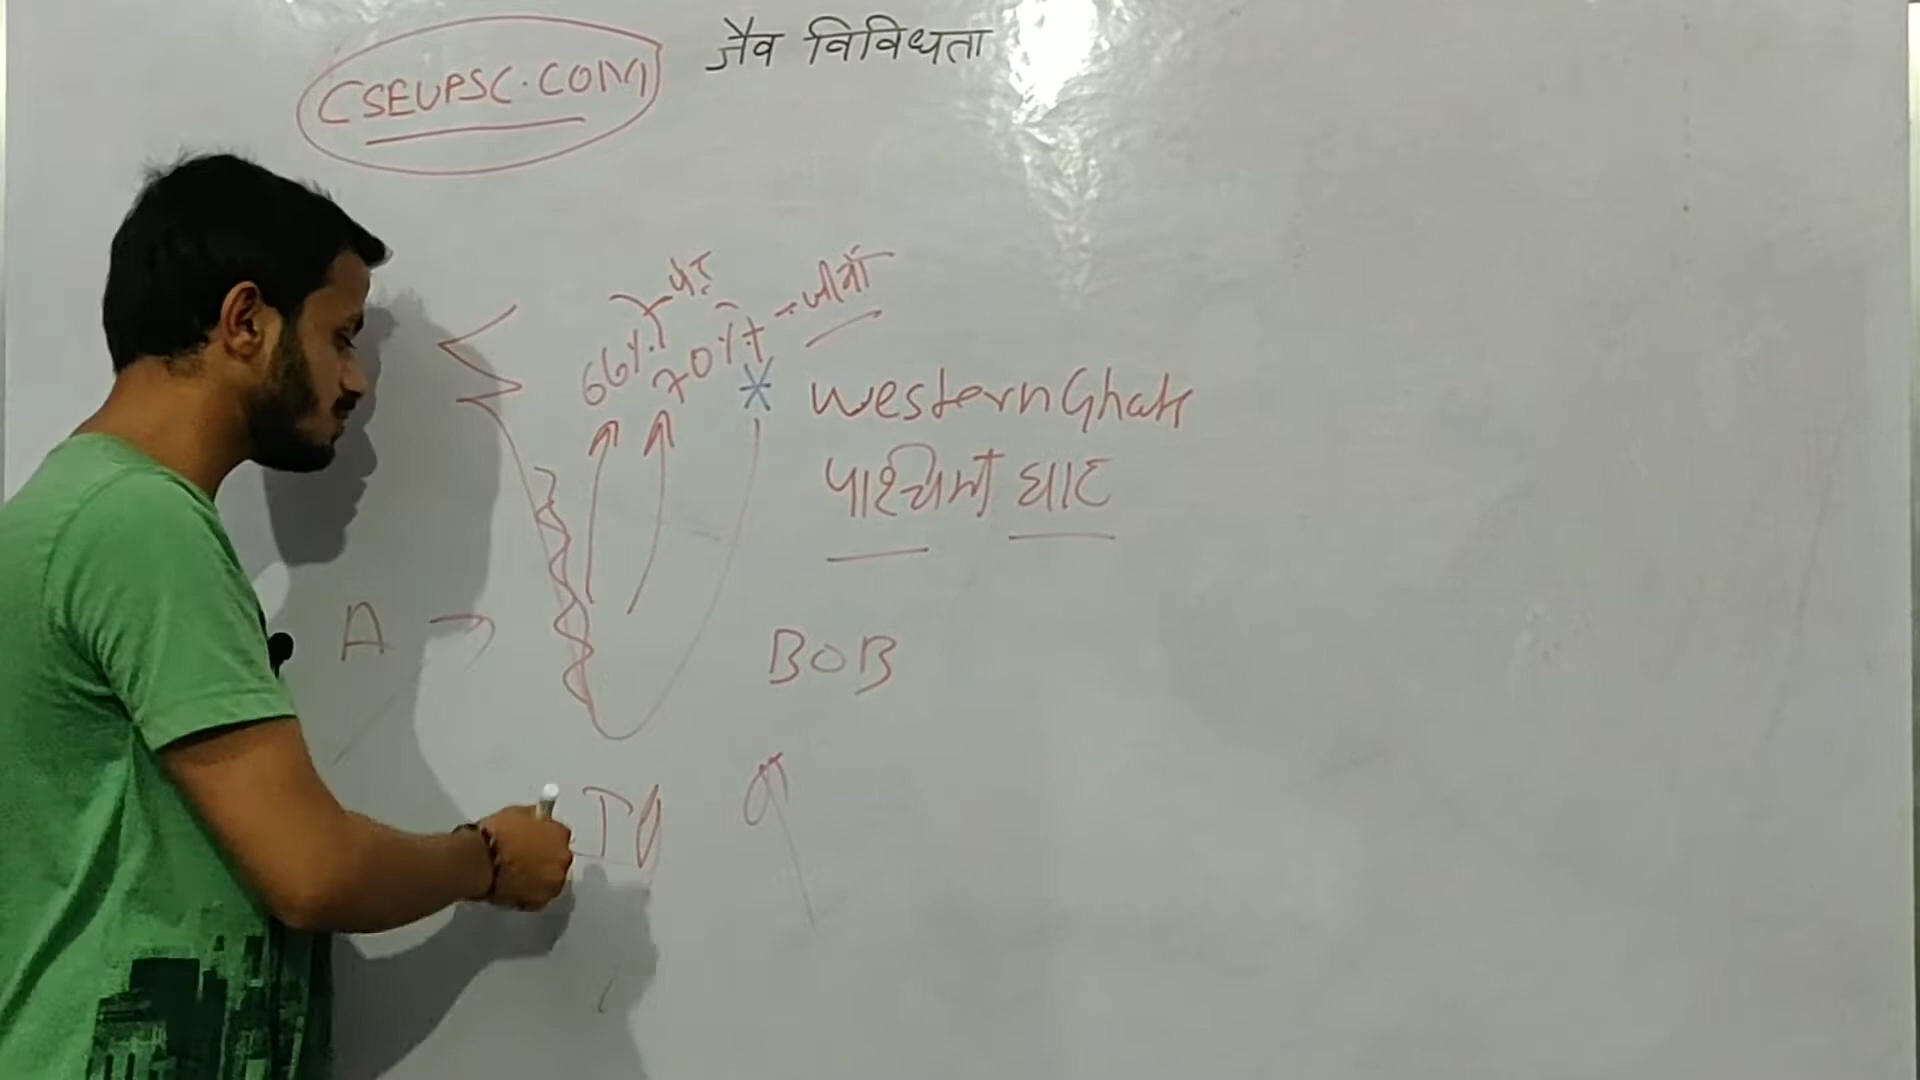 CSEUPSC.COM
जैव विविधता
66%
70%
Western Ghats
पश्चिमी घाट
A
BOB